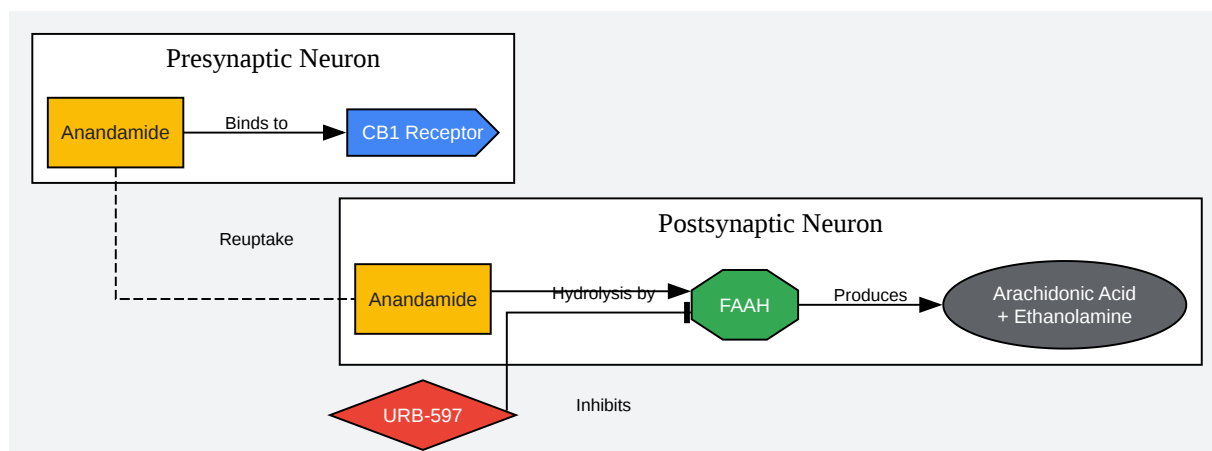 Presynaptic Neuron
Anandamide
Binds to
CB1 Receptor
Reuptake
Postsynaptic Neuron
Anandamide
Hydrolysis by
FAAH
Produces
Arachidonic Acid
+ Ethanolamine
URB-597
Inhibits